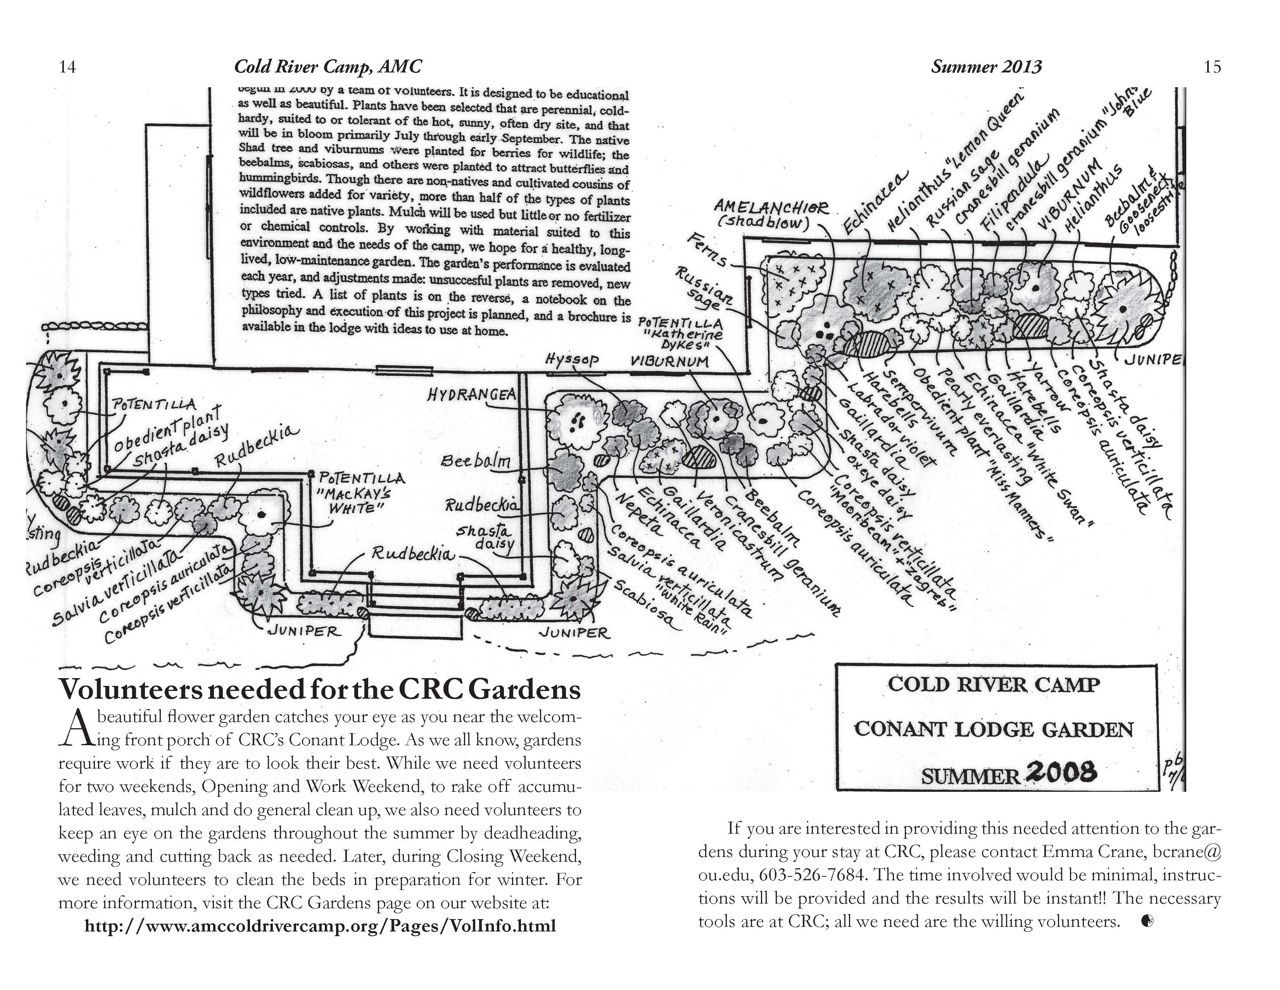 14
Cold River Camp, AMC
Summer 2013
15
begun in 2000 by a team of volunteers. It is designed to be educational
as well as beautiful. Plants have been selected that are perennial, cold-
hardy, suited to or tolerant of the hot, sunny, often dry site, and that
will be in bloom primarily July through early September. The native
Shad tree and viburnums were planted for berries for wildlife; the
beebalms, scabiosas, and others were planted to attract butterflies and
hummingbirds. Though there are non-natives and cultivated cousins of
wildflowers added for variety, more than half of the types of plants
included are native plants. Mulch will be used but little or no fertilizer
or chemical controls. By working with material suited to this
environment and the needs of the camp, we hope for a healthy, long-
lived, low-maintenance garden. The garden's performance is evaluated
each year, and adjustments made: unsuccesful plants are removed, new
types tried. A list of plants is on the reverse, a notebook on the
philosophy and execution of this project is planned, and a brochure is
available in the lodge with ideas to use at home.
AMELANCHIOR
(shadblow)
Echinacea
Helianthus "Lemon Queen"
Russian Sage
Cranesbill geranium
Filipendula
Cranesbill geranium "Johns
Blue
VIBURNUM
Helianthus
Beebalm &
Gooseneck
loosestrife
Ferns
Russian
sage
POTENTILLA
"Katherine
Dykes"
Hyssop
VIBURNUM
HYDRANGEA
Beebalm
Rudbeckia
Shasta
daisy
Rudbeckia
POTENTILLA
obedient plant
Shasta daisy
Rudbeckia
POTENTILLA
"MacKAY'S
WHITE"
sting
Rudbeckia
Coreopsis
verticillata
Salvia verticillata
Coreopsis auriculata
Coreopsis verticillata
JUNIPER
JUNIPER
JUNIPE
Nepeta
Echinacea
Gaillardia
Veronicastrum
Cranesbill geranium
Beebalm
Coreopsis auriculata
Salvia verticillata
"White Rain"
Scabiosa
Coreopsis auriculata
Coreopsis verticillata
"Moonbeam" & "Zagreb"
oxeye daisy
Shasta daisy
Gaillardia
Labrador violet
Harebells
Sempervivum
Obedient plant "Miss Manners"
Pearly everlasting
Echinacea "White Swan"
Gaillardia
Harebells
Yarrow
Coreopsis auriculata
Coreopsis verticillata
Shasta daisy
COLD RIVER CAMP
CONANT LODGE GARDEN
SUMMER 2008
Volunteers needed for the CRC Gardens
A beautiful flower garden catches your eye as you near the welcom-
ing front porch of CRC's Conant Lodge. As we all know, gardens
require work if they are to look their best. While we need volunteers
for two weekends, Opening and Work Weekend, to rake off accumu-
lated leaves, mulch and do general clean up, we also need volunteers to
keep an eye on the gardens throughout the summer by deadheading,
weeding and cutting back as needed. Later, during Closing Weekend,
we need volunteers to clean the beds in preparation for winter. For
more information, visit the CRC Gardens page on our website at:
http://www.amccoldrivercamp.org/Pages/VolInfo.html
If you are interested in providing this needed attention to the gar-
dens during your stay at CRC, please contact Emma Crane, bcrane@
ou.edu, 603-526-7684. The time involved would be minimal, instruc-
tions will be provided and the results will be instant!! The necessary
tools are at CRC; all we need are the willing volunteers.